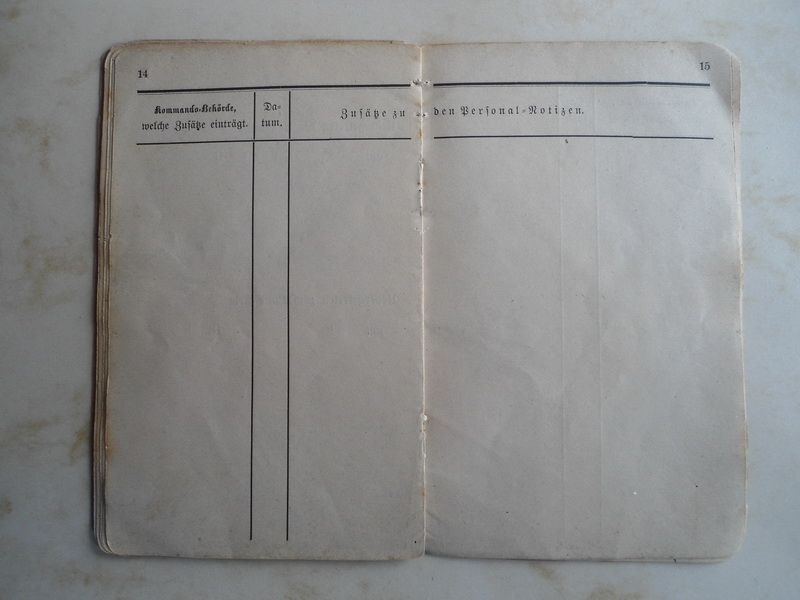 14
15
Kommando-Behörde,
welche Zusätze einträgt.
Da-
tum.
Zusätze zu den Personal-Notizen.